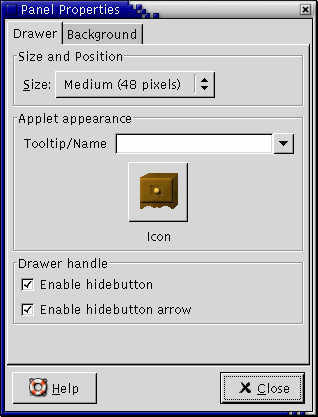 Panel Properties
Drawer Background
Size and Position
Size: Medium (48 pixels)
Applet appearance
Tooltip/Name
Icon
Drawer handle
Enable hidebutton
Enable hidebutton arrow
Help Close